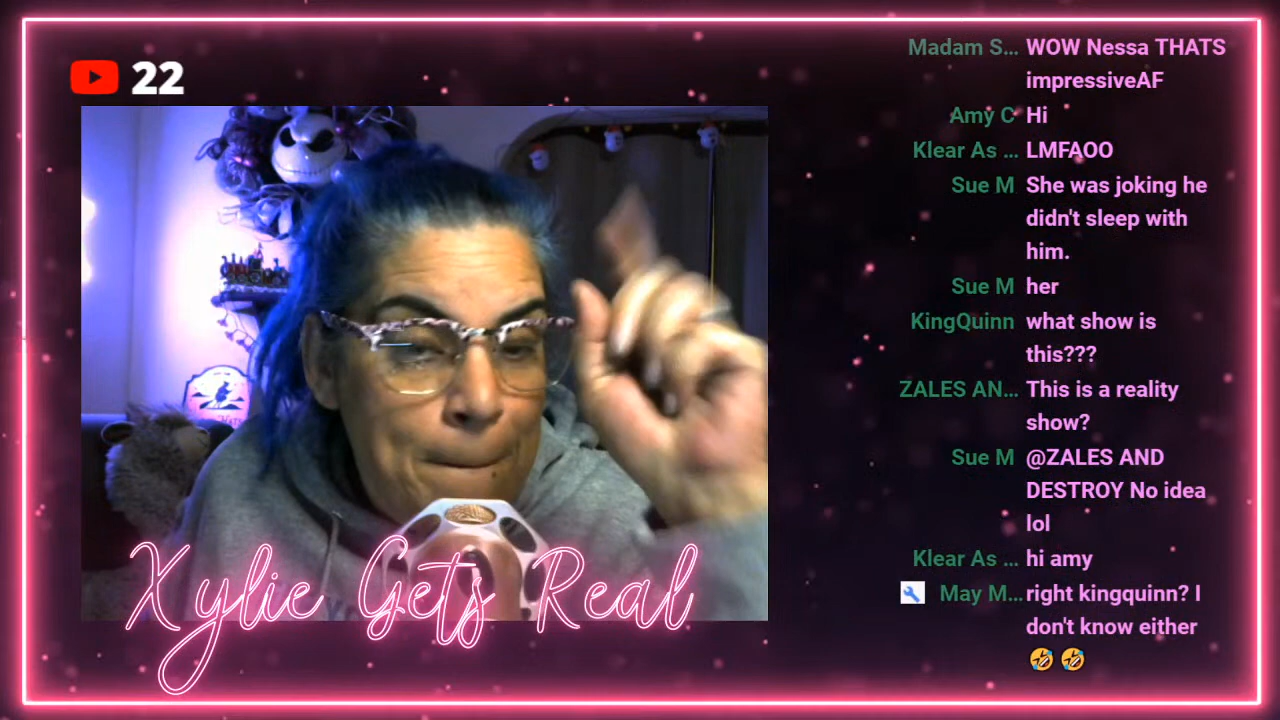 22
Xylie Gets Real
Madam S... WOW Nessa THATS
impressiveAF
Amy C Hi
Klear As ... LMFAOO
Sue M She was joking he
didn't sleep with
him.
Sue M her
KingQuinn what show is
this???
ZALES AN... This is a reality
show?
Sue M @ZALES AND
DESTROY No idea
lol
Klear As ... hi amy
May M... right kingquinn? I
don't know either
🤣 🤣